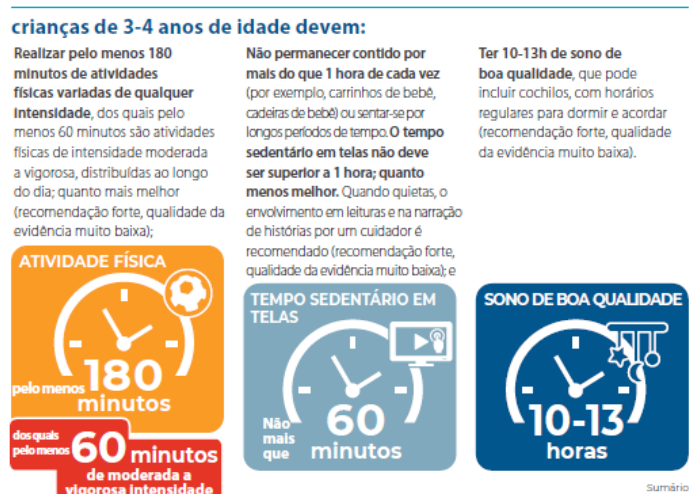 crianças de 3-4 anos de idade devem:
Realizar pelo menos 180
minutos de atividades
físicas variadas de qualquer
intensidade, dos quais pelo
menos 60 minutos são atividades
físicas de intensidade moderada
a vigorosa, distribuídas ao longo
do dia; quanto mais melhor
(recomendação forte, qualidade da
evidência muito baixa);
Não permanecer contido por
mais do que 1 hora de cada vez
(por exemplo, carrinhos de bebê,
cadeiras de bebê) ou sentar-se por
longos períodos de tempo. O tempo
sedentário em telas não deve
ser superior a 1 hora; quanto
menos melhor. Quando quietas, o
envolvimento em leituras e na narração
de histórias por um cuidador é
recomendado (recomendação forte,
qualidade da evidência muito baixa); e
Ter 10-13h de sono de
boa qualidade, que pode
incluir cochilos, com horários
regulares para dormir e acordar
(recomendação forte, qualidade
da evidência muito baixa).
ATIVIDADE FÍSICA
pelo menos 180
minutos
dos quais
pelo menos 60 minutos
de moderada a
vigorosa intensidade
TEMPO SEDENTÁRIO EM
TELAS
Não
mais
que
60
minutos
SONO DE BOA QUALIDADE
10-13
horas
Sumário